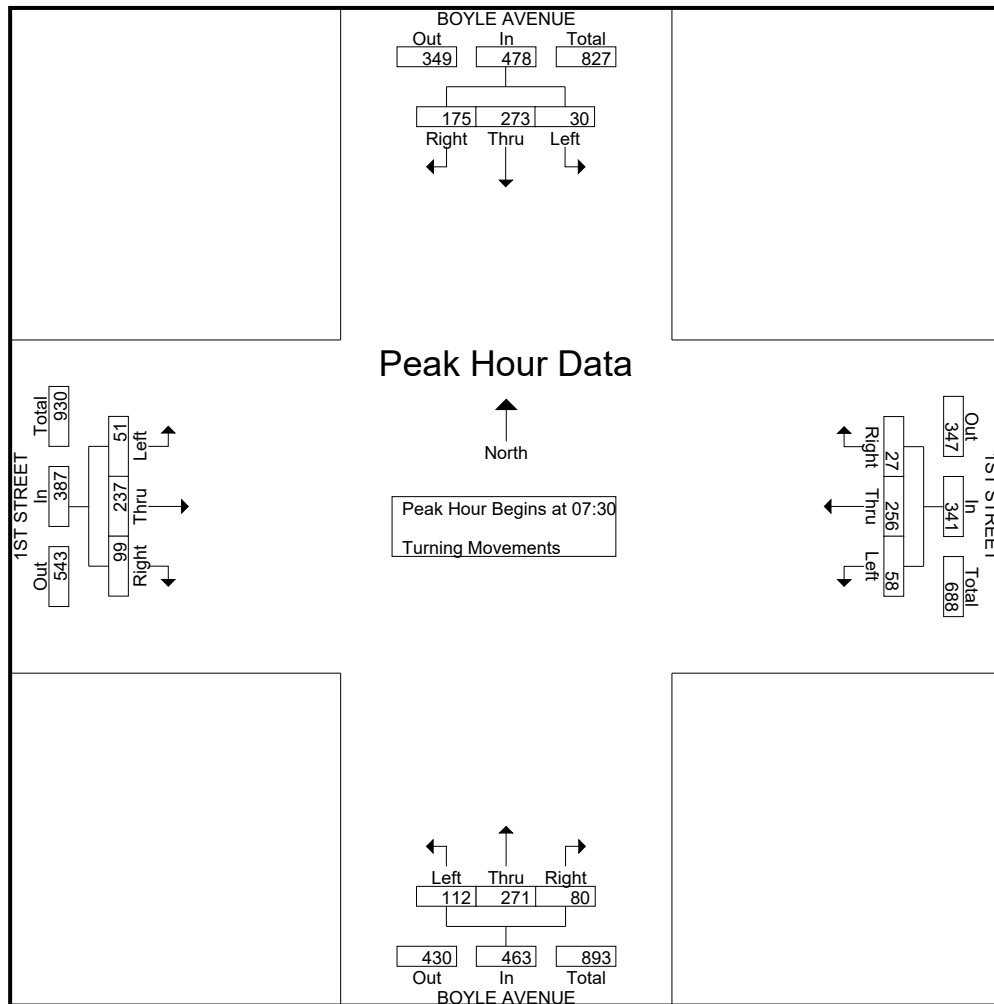 BOYLE AVENUE
Out In Total
349 478 827
175 273 30
Right Thru Left
Peak Hour Data
North
Peak Hour Begins at 07:30
Turning Movements
1ST STREET
Total In Out
930 387 543
51 237 99
Left Thru Right
1ST STREET
Out In Total
347 341 688
27 256 58
Right Thru Left
Left Thru Right
112 271 80
430 463 893
Out In Total
BOYLE AVENUE